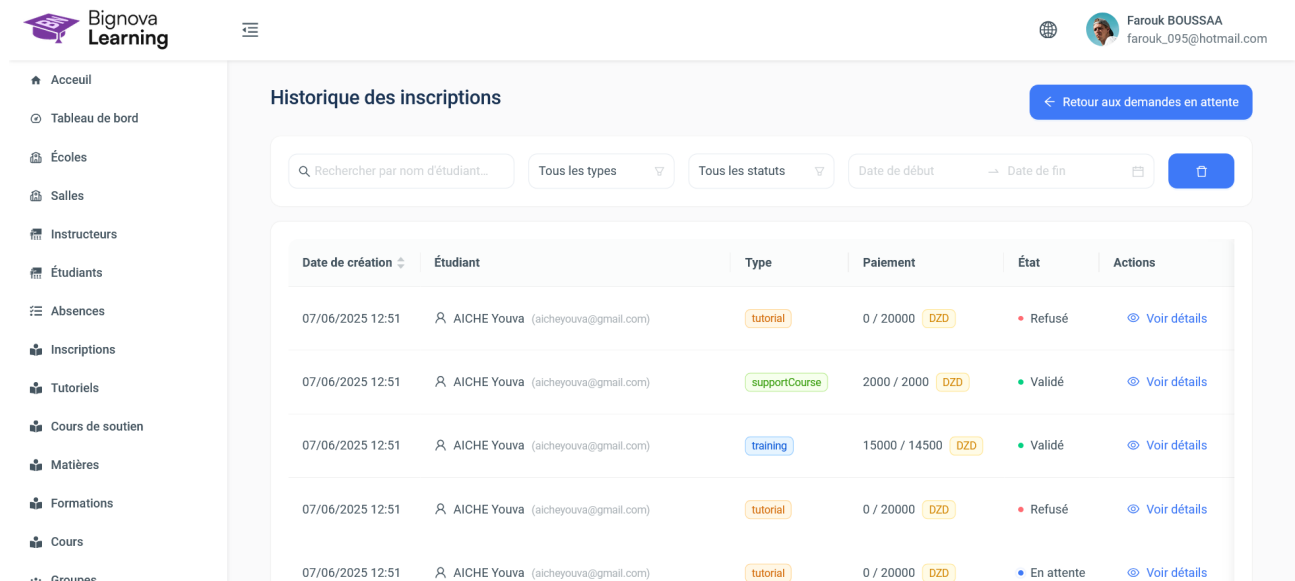 Bignova
Learning
Farouk BOUSSAA
farouk_095@hotmail.com
Acceuil
Tableau de bord
Écoles
Salles
Instructeurs
Étudiants
Absences
Inscriptions
Tutoriels
Cours de soutien
Matières
Formations
Cours
Groupes
Historique des inscriptions
Retour aux demandes en attente
Rechercher par nom d'étudiant... Tous les types Tous les statuts Date de début → Date de fin
Date de création Étudiant Type Paiement État Actions
07/06/2025 12:51 AICHE Youva (aicheyouva@gmail.com) tutorial 0 / 20000 DZD Refusé Voir détails
07/06/2025 12:51 AICHE Youva (aicheyouva@gmail.com) supportCourse 2000 / 2000 DZD Validé Voir détails
07/06/2025 12:51 AICHE Youva (aicheyouva@gmail.com) training 15000 / 14500 DZD Validé Voir détails
07/06/2025 12:51 AICHE Youva (aicheyouva@gmail.com) tutorial 0 / 20000 DZD Refusé Voir détails
07/06/2025 12:51 AICHE Youva (aicheyouva@gmail.com) tutorial 0 / 20000 DZD En attente Voir détails